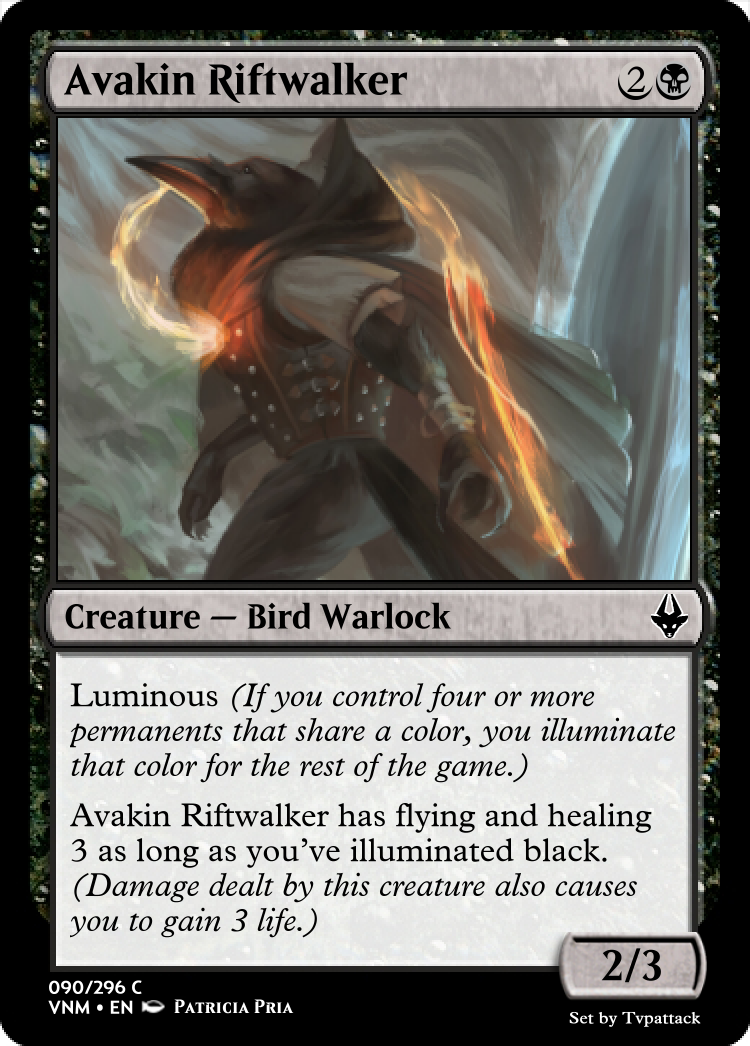 Avakin Riftwalker 2
Creature — Bird Warlock
Luminous (If you control four or more
permanents that share a color, you illuminate
that color for the rest of the game.)
Avakin Riftwalker has flying and healing
3 as long as you've illuminated black.
(Damage dealt by this creature also causes
you to gain 3 life.)
2/3
090/296 C
VNM • EN Patricia Pria
Set by Tvpattack